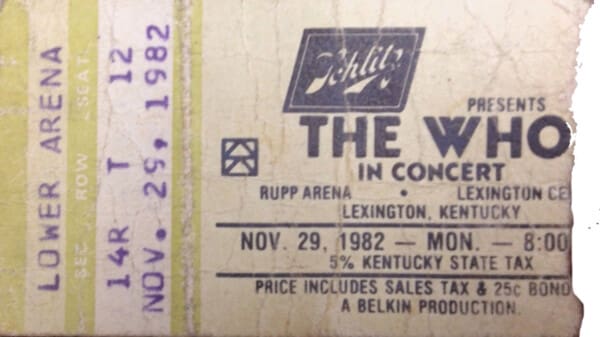 LOWER ARENA
SEC. ROW SEAT
14R T 12
NOV. 29, 1982
Schlitz
PRESENTS
THE WHO
IN CONCERT
RUPP ARENA • LEXINGTON CE
LEXINGTON, KENTUCKY
NOV. 29, 1982 — MON. — 8:00
5% KENTUCKY STATE TAX
PRICE INCLUDES SALES TAX & 25c BOND
A BELKIN PRODUCTION.